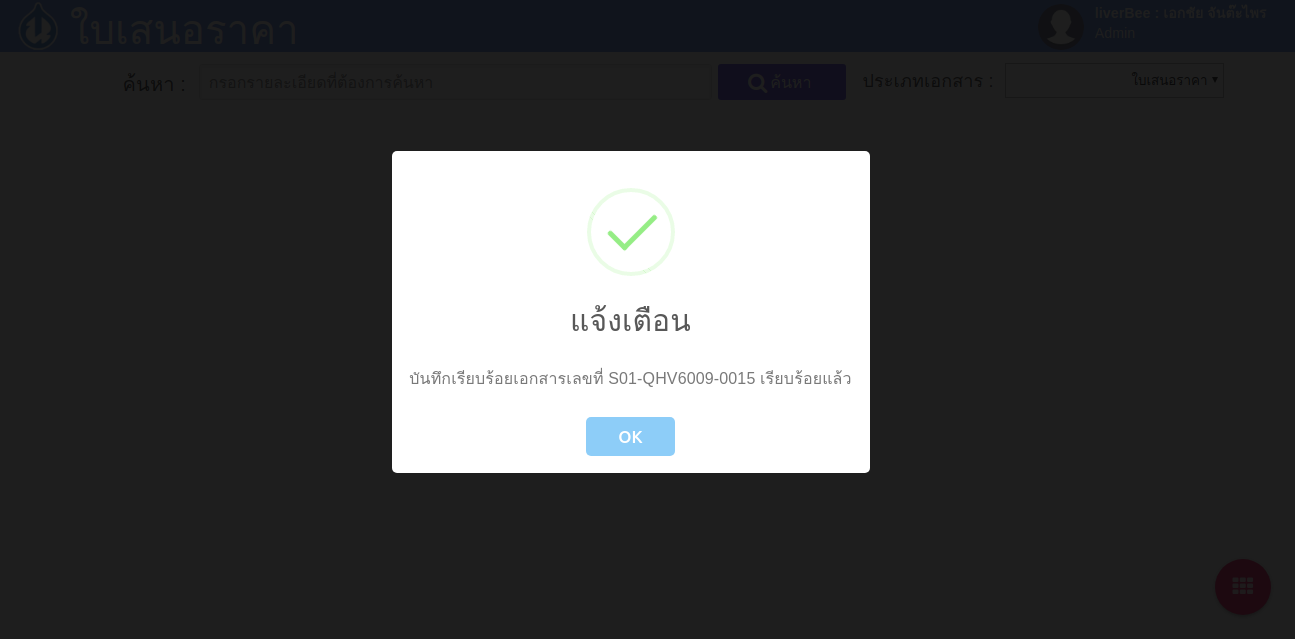 ใบเสนอราคา
liverBee : เอกชัย จันต๊ะไพร
Admin
ค้นหา :
กรอกรายละเอียดที่ต้องการค้นหา
ค้นหา
ประเภทเอกสาร :
ใบเสนอราคา
แจ้งเตือน
บันทึกเรียบร้อยเอกสารเลขที่ S01-QHV6009-0015 เรียบร้อยแล้ว
OK